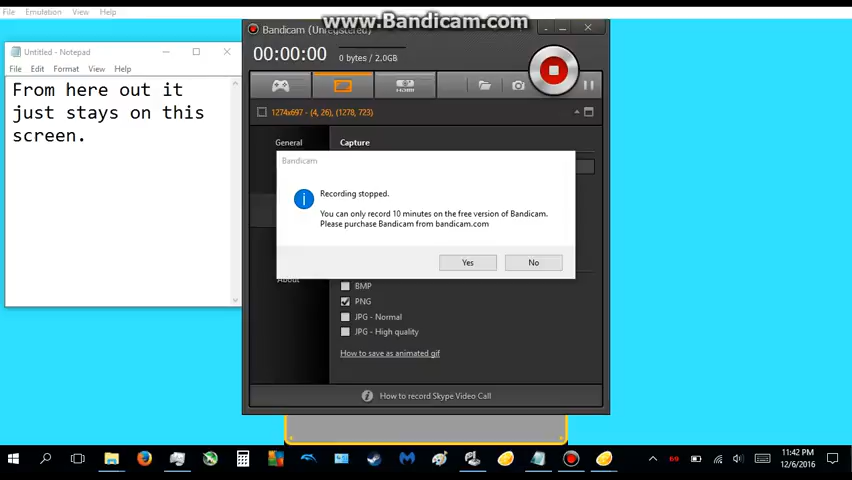 www.Bandicam.com
File Emulation View Help
Bandicam (Unregistered)
00:00:00
0 bytes / 2.0GB
Untitled - Notepad
File Edit Format View Help
From here out it
just stays on this
screen.
HDMI
1274x697 - (4, 26), (1278, 723)
General
Capture
Bandicam
Recording stopped.
You can only record 10 minutes on the free version of Bandicam.
Please purchase Bandicam from bandicam.com
Yes No
About
BMP
PNG
JPG - Normal
JPG - High quality
How to save as animated gif
How to record Skype Video Call
69
11:42 PM
12/6/2016